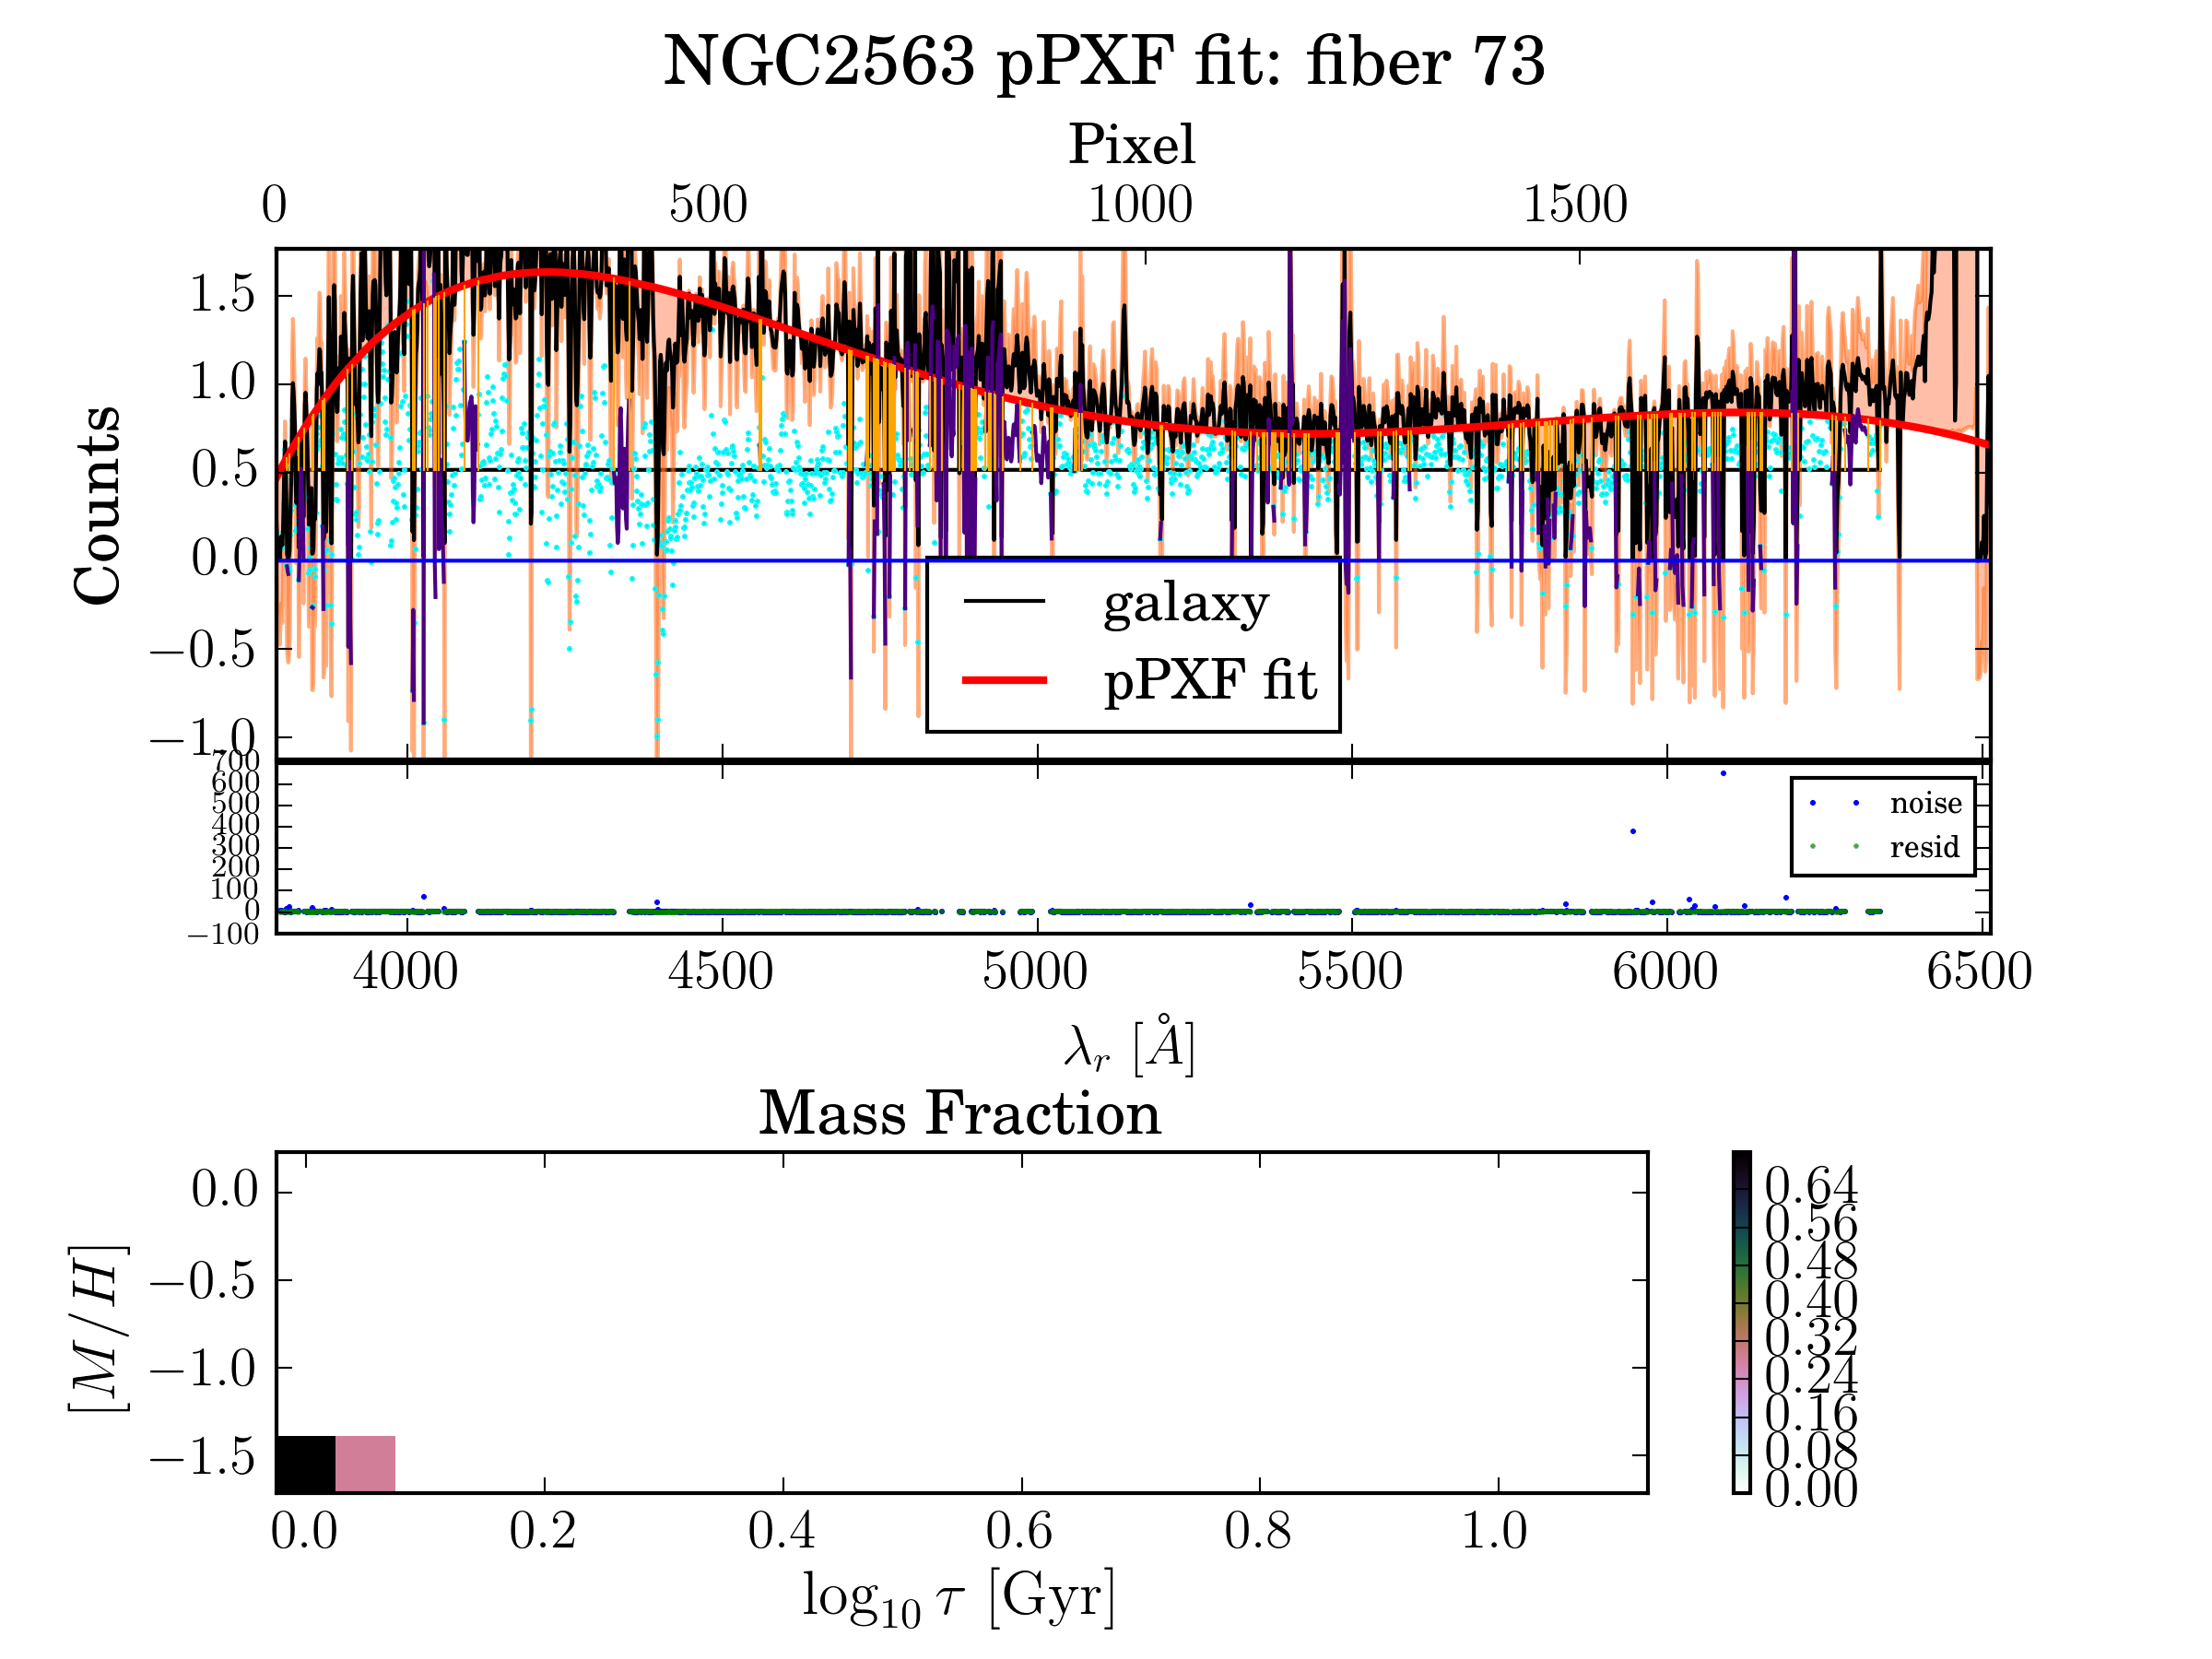 NGC2563 pPXF fit: fiber 73
Pixel
0 500 1000 1500
Counts
1.5
1.0
0.5
0.0
−0.5
−1.0
galaxy
pPXF fit
700
600
500
400
300
200
100
0
−100
noise
resid
4000 4500 5000 5500 6000 6500
λr [Å]
Mass Fraction
[M/H]
0.0
−0.5
−1.0
−1.5
0.0 0.2 0.4 0.6 0.8 1.0
log10 τ [Gyr]
0.64
0.56
0.48
0.40
0.32
0.24
0.16
0.08
0.00